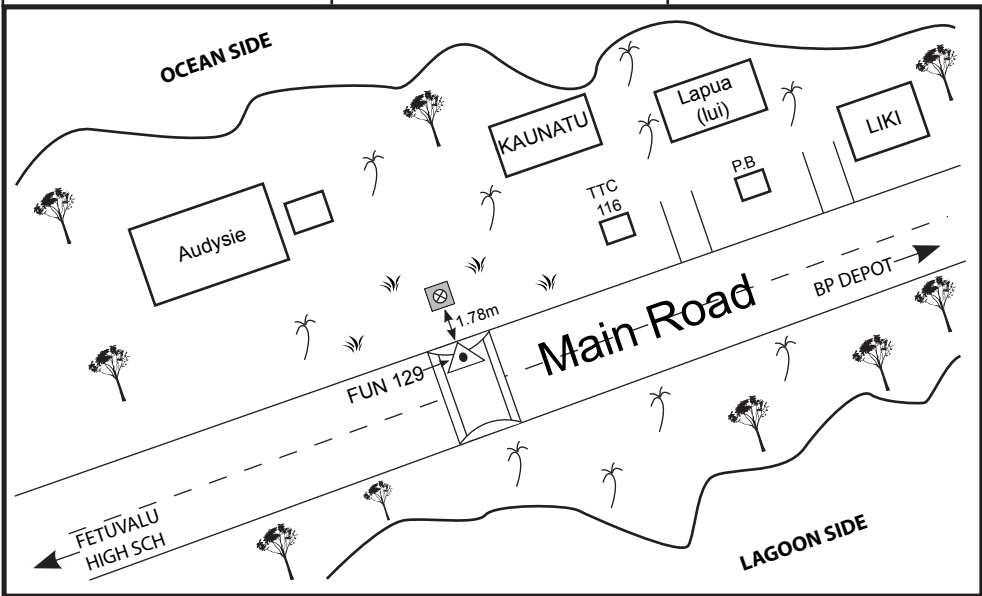 OCEAN SIDE
KAUNATU
Lapua
(lui)
LIKI
P.B
TTC
116
Audysie
1.78m
Main Road
BP DEPOT
FUN 129
FETUVALU
HIGH SCH
LAGOON SIDE